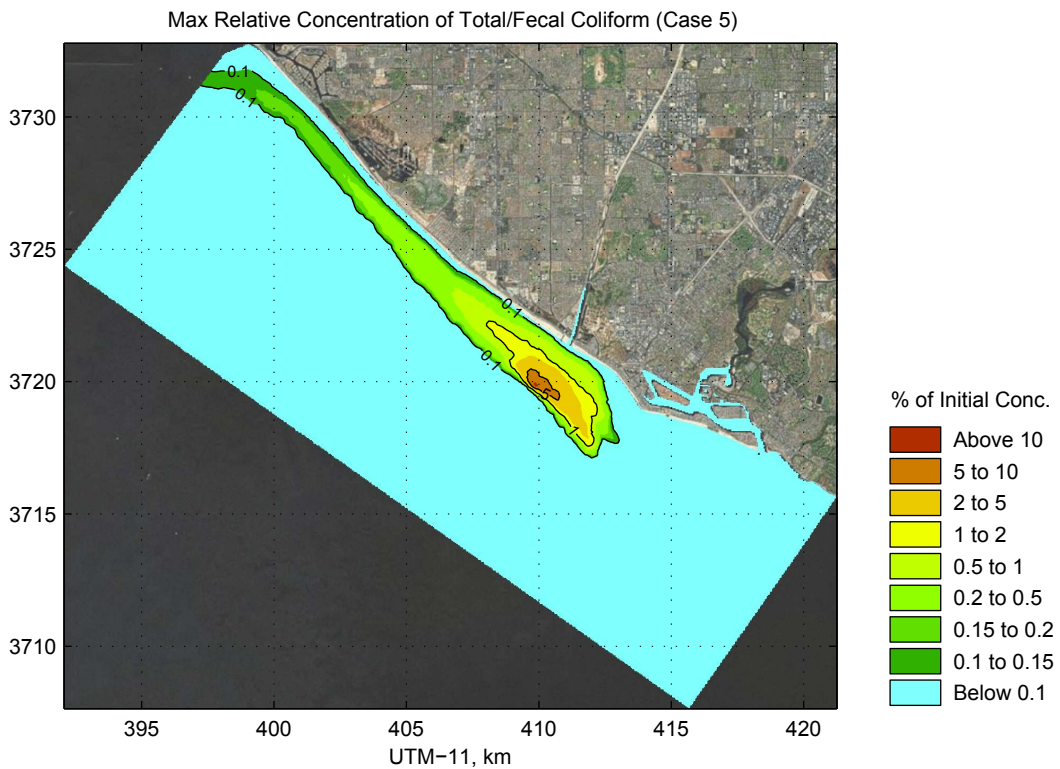 Max Relative Concentration of Total/Fecal Coliform (Case 5)
3730
3725
3720
3715
3710
0.1
0.1
0.1
0.1
5
1
395
400
405
410
415
420
UTM−11, km
% of Initial Conc.
Above 10
5 to 10
2 to 5
1 to 2
0.5 to 1
0.2 to 0.5
0.15 to 0.2
0.1 to 0.15
Below 0.1